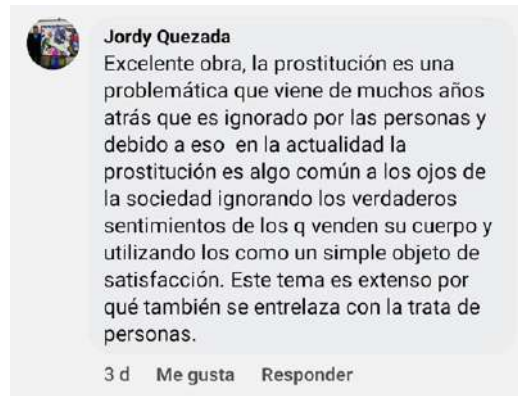 Jordy Quezada
Excelente obra, la prostitución es una
problemática que viene de muchos años
atrás que es ignorado por las personas y
debido a eso  en la actualidad la
prostitución es algo común a los ojos de
la sociedad ignorando los verdaderos
sentimientos de los q venden su cuerpo y
utilizando los como un simple objeto de
satisfacción. Este tema es extenso por
qué también se entrelaza con la trata de
personas.
3 d Me gusta Responder